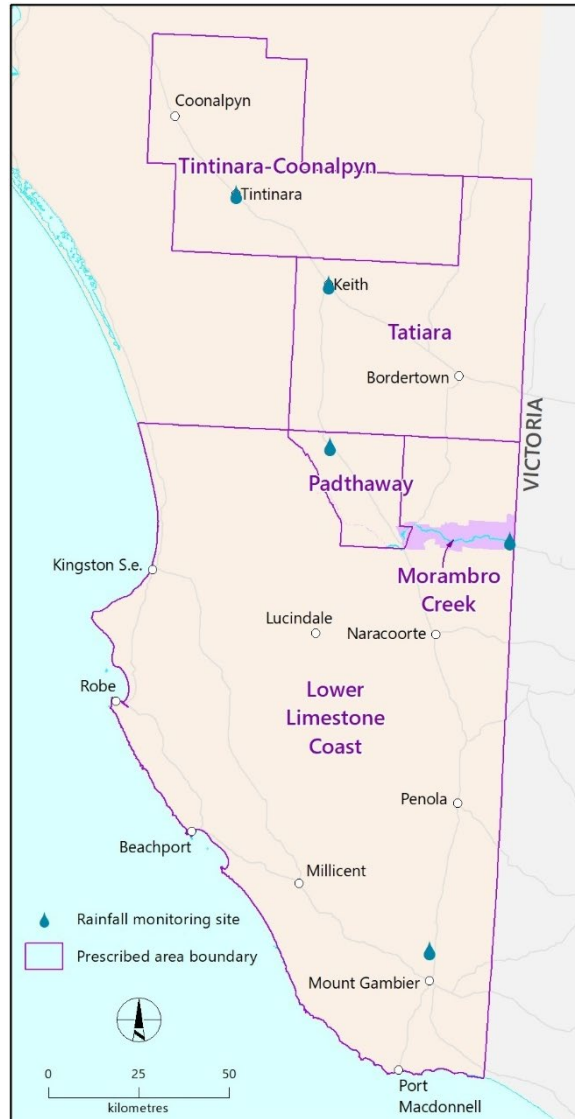 Coonalpyn
Tintinara-Coonalpyn
Tintinara
Keith
Tatiara
Bordertown
VICTORIA
Padthaway
Morambro
Creek
Kingston S.e.
Lucindale
Naracoorte
Robe
Lower
Limestone
Coast
Penola
Beachport
Millicent
Rainfall monitoring site
Prescribed area boundary
Mount Gambier
0 25 50
kilometres
Port
Macdonnell